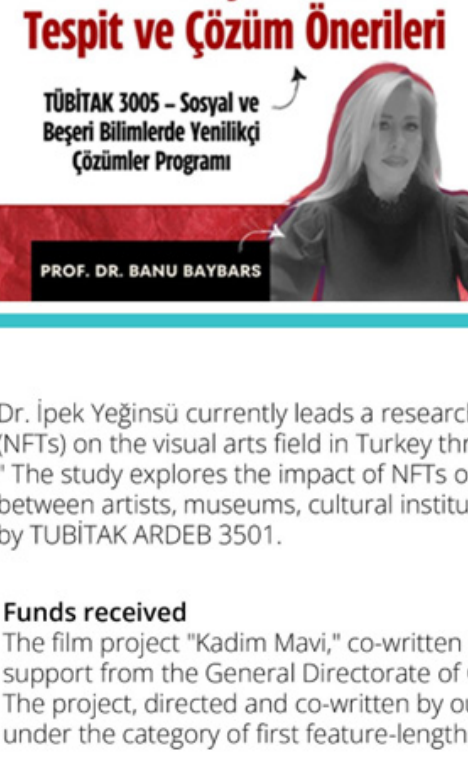 Tespit ve Çözüm Önerileri
TÜBİTAK 3005 – Sosyal ve
Beşeri Bilimlerde Yenilikçi
Çözümler Programı
PROF. DR. BANU BAYBARS
Dr. İpek Yeğinsü currently leads a research
(NFTs) on the visual arts field in Turkey
" The study explores the impact of NFTs
between artists, museums, cultural
by TUBİTAK ARDEB 3501.
Funds received
The film project "Kadim Mavi," co-written
support from the General Directorate of
The project, directed and co-written by
under the category of first feature-length